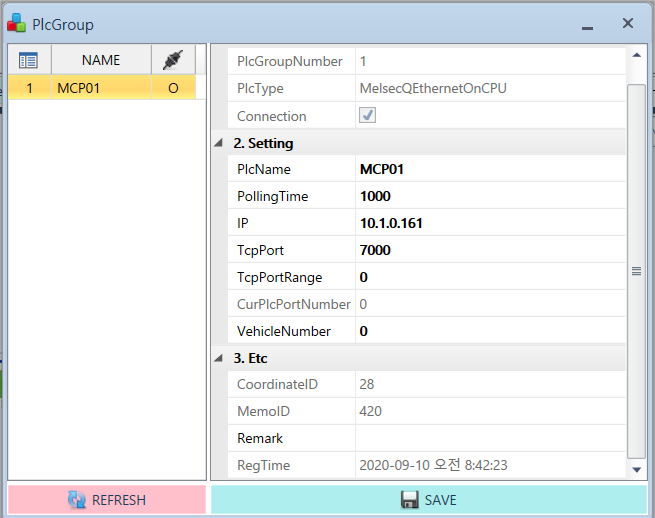 PlcGroup
NAME
1 MCP01 O
PlcGroupNumber 1
PlcType MelsecQEthernetOnCPU
Connection
2. Setting
PlcName MCP01
PollingTime 1000
IP 10.1.0.161
TcpPort 7000
TcpPortRange 0
CurPlcPortNumber 0
VehicleNumber 0
3. Etc
CoordinateID 28
MemoID 420
Remark
RegTime 2020-09-10 오전 8:42:23
REFRESH SAVE